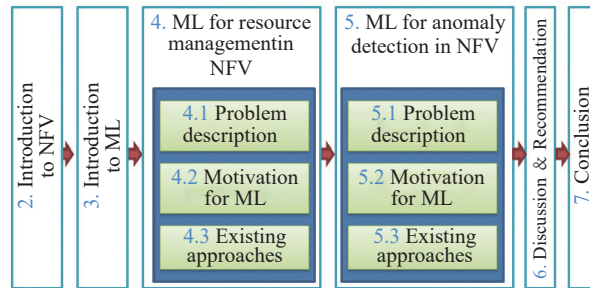 2. Introduction
to NFV
3. Introduction
to ML
4. ML for resource
managementin
NFV
4.1 Problem
description
4.2 Motivation
for ML
4.3 Existing
approaches
5. ML for anomaly
detection in NFV
5.1 Problem
description
5.2 Motivation
for ML
5.3 Existing
approaches
6. Discussion & Recommendation
7. Conclusion